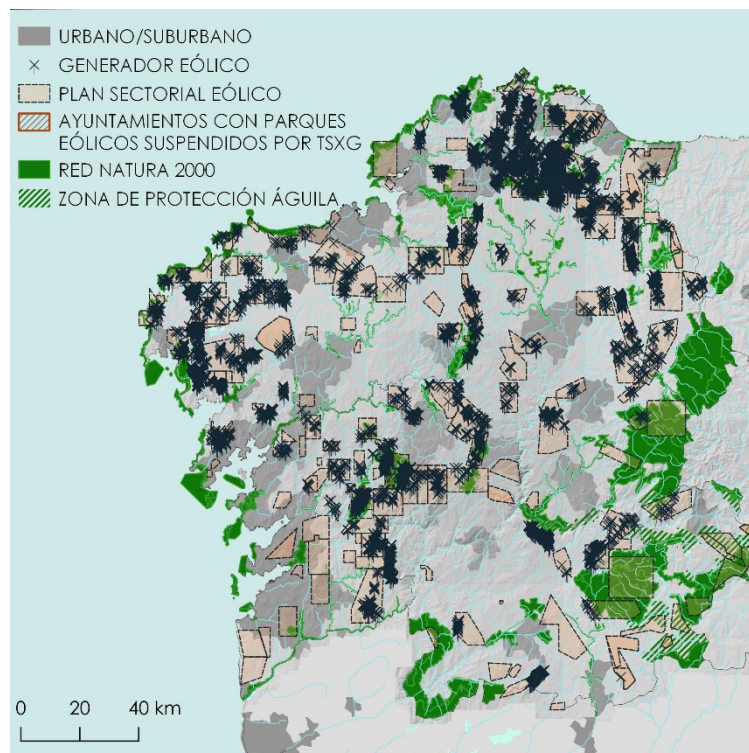 URBANO/SUBURBANO
GENERADOR EÓLICO
PLAN SECTORIAL EÓLICO
AYUNTAMIENTOS CON PARQUES
EÓLICOS SUSPENDIDOS POR TSXG
RED NATURA 2000
ZONA DE PROTECCIÓN ÁGUILA
0 20 40 km